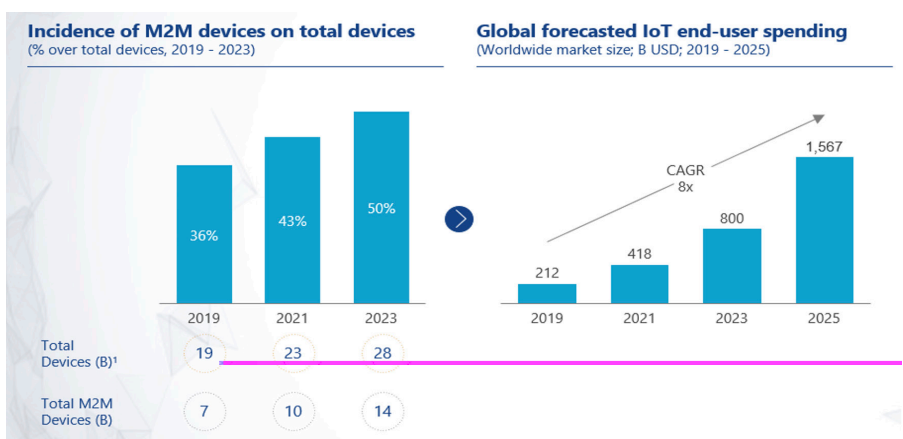 Incidence of M2M devices on total devices
(% over total devices, 2019 - 2023)
36%
43%
50%
2019 2021 2023
Total
Devices (B)¹
19 23 28
Total M2M
Devices (B)
7 10 14
Global forecasted IoT end-user spending
(Worldwide market size; B USD; 2019 - 2025)
CAGR
8x
212
418
800
1,567
2019 2021 2023 2025